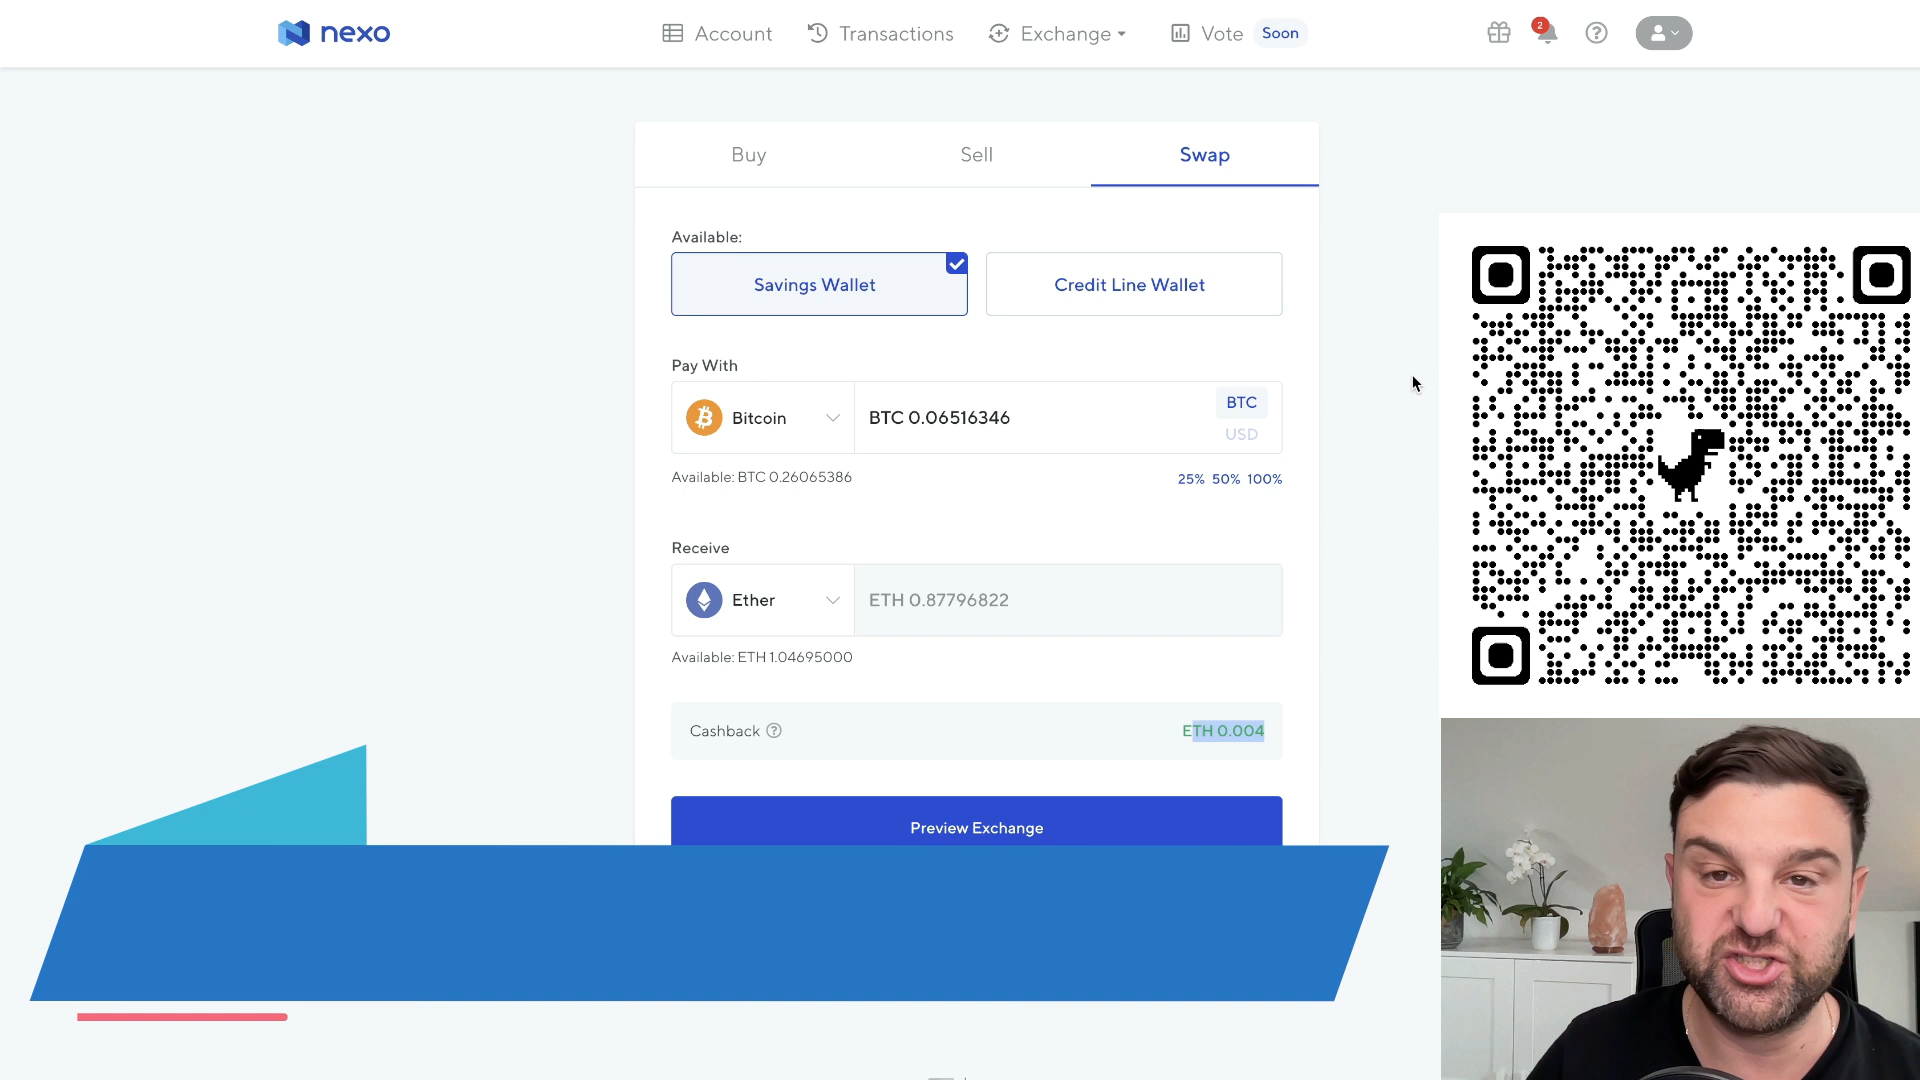 nexo
Account
Transactions
Exchange
Vote
Soon
2
Buy
Sell
Swap
Available:
Savings Wallet
Credit Line Wallet
Pay With
Bitcoin
BTC 0.06516346
BTC
USD
Available: BTC 0.26065386
25% 50% 100%
Receive
Ether
ETH 0.87796822
Available: ETH 1.04695000
Cashback
ETH 0.004
Preview Exchange